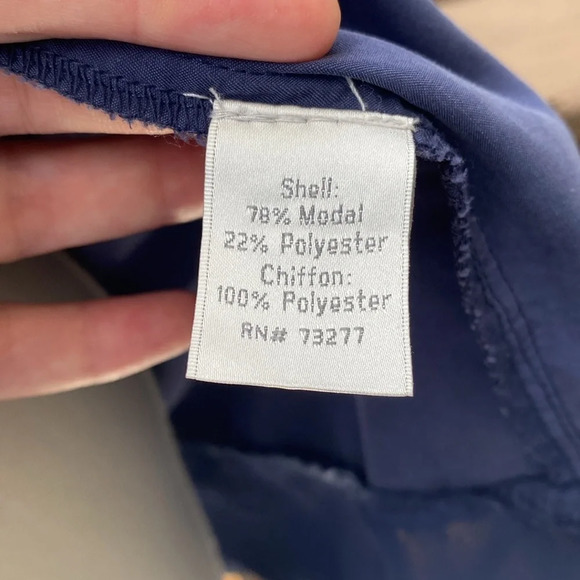 Shell:
78% Modal
22% Polyester
Chiffon:
100% Polyester
RN# 73277